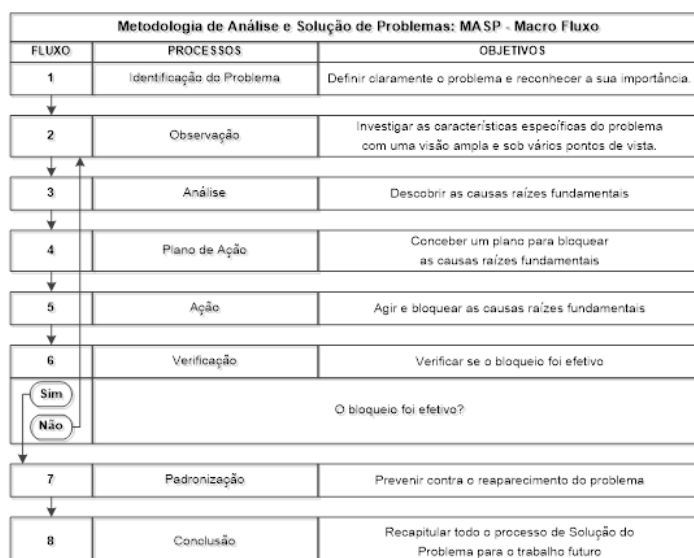 Metodologia de Análise e Solução de Problemas: MASP - Macro Fluxo
FLUXO PROCESSOS OBJETIVOS
1 Identificação do Problema Definir claramente o problema e reconhecer a sua importância.
2 Observação Investigar as características específicas do problema
com uma visão ampla e sob vários pontos de vista.
3 Análise Descobrir as causas raízes fundamentais
4 Plano de Ação Conceber um plano para bloquear
as causas raízes fundamentais
5 Ação Agir e bloquear as causas raízes fundamentais
6 Verificação Verificar se o bloqueio foi efetivo
Sim
O bloqueio foi efetivo?
Não
7 Padronização Prevenir contra o reaparecimento do problema
8 Conclusão Recapitular todo o processo de Solução do
Problema para o trabalho futuro